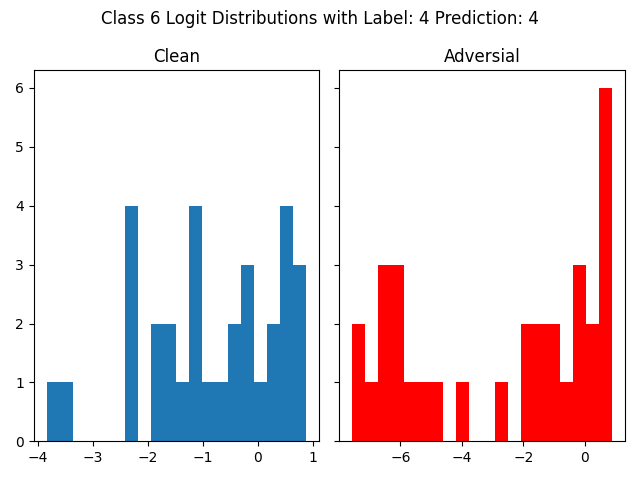 Class 6 Logit Distributions with Label: 4 Prediction: 4
Clean
Adversial
6
5
4
3
2
1
0
−4 −3 −2 −1 0 1
−6 −4 −2 0